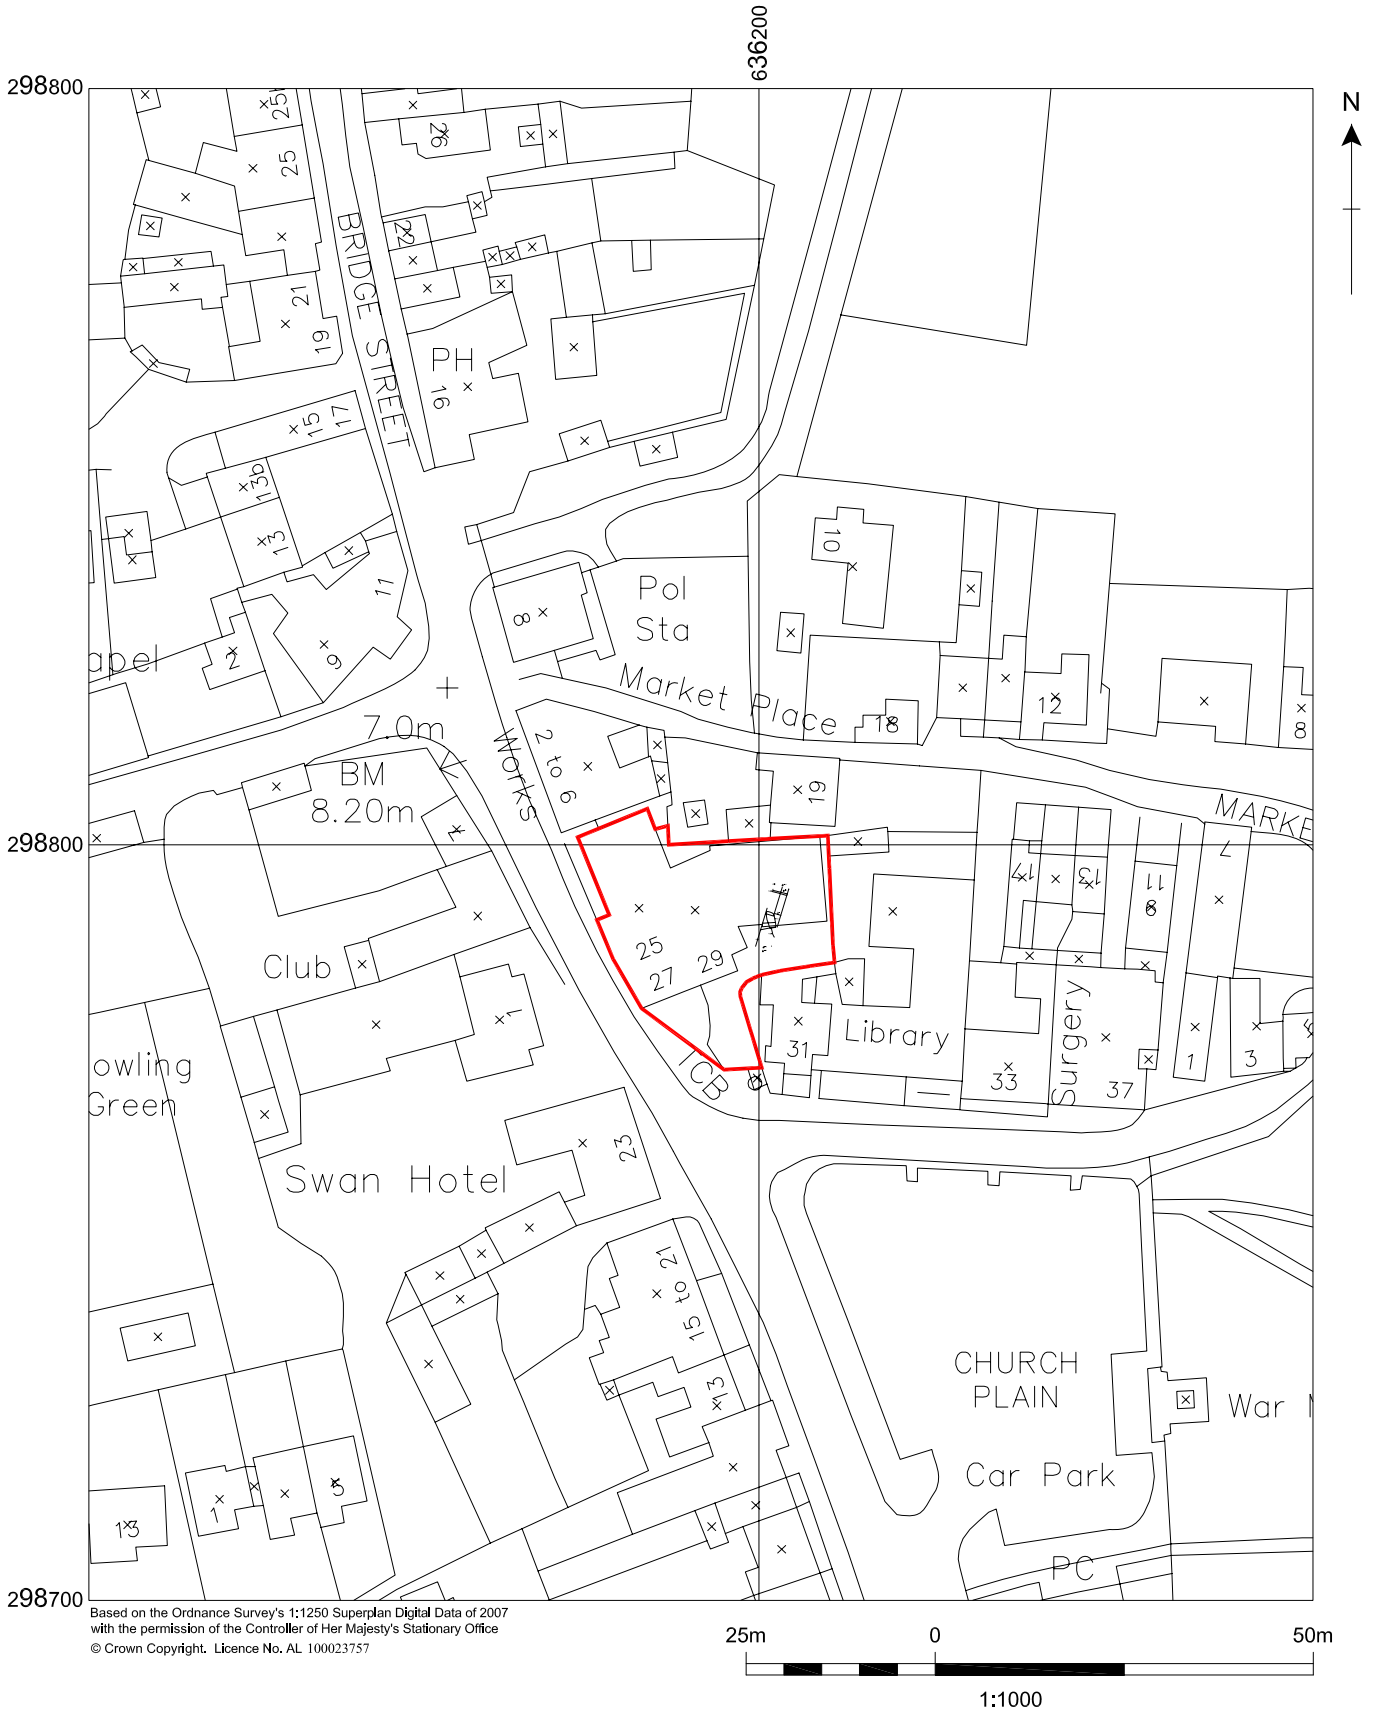 636200
298800
N
25
26
25
22
BRIDGE STREET
21
19
PH
16
17
15
13b
13
11
10
8
Pol
Sta
apel
2
9
Market Place
18
12
8
7.0m
Works
2 to 6
BM
8.20m
19
MARKE
298800
7
17
13
11
9
25
27
29
Club
1
Library
Surgery
31
TCB
33
37
1
3
owling
Green
23
Swan Hotel
15 to 21
13
CHURCH
PLAIN
War
Car Park
PC
13
1
5
298700
Based on the Ordnance Survey's 1:1250 Superplan Digital Data of 2007
with the permission of the Controller of Her Majesty's Stationary Office
© Crown Copyright. Licence No. AL 100023757
25m 0 50m
1:1000